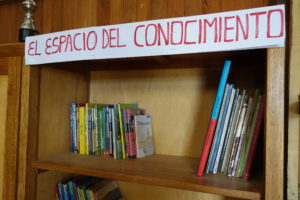 EL ESPACIO DEL CONOCIMIENTO